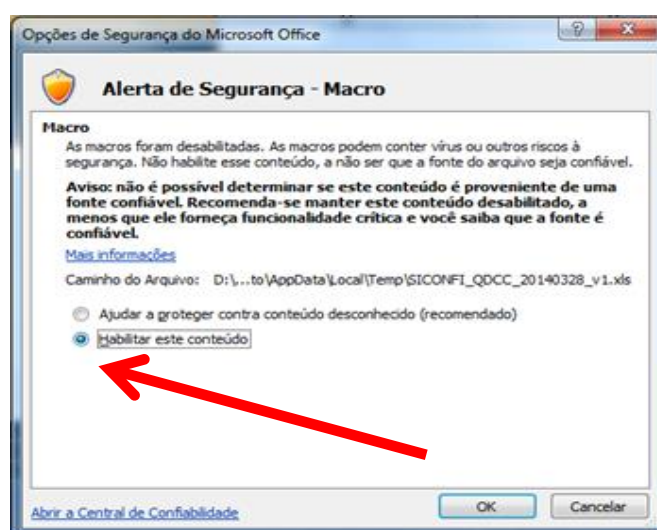 Opções de Segurança do Microsoft Office
Alerta de Segurança - Macro
Macro
As macros foram desabilitadas. As macros podem conter vírus ou outros riscos à
segurança. Não habilite esse conteúdo, a não ser que a fonte do arquivo seja confiável.
Aviso: não é possível determinar se este conteúdo é proveniente de uma
fonte confiável. Recomenda-se manter este conteúdo desabilitado, a
menos que ele forneça funcionalidade crítica e você saiba que a fonte é
confiável.
Mais informações
Caminho do Arquivo: D:\...to\AppData\Local\Temp\SICONFI_QDCC_20140328_v1.xls
Ajudar a proteger contra conteúdo desconhecido (recomendado)
Habilitar este conteúdo
Abrir a Central de Confiabilidade
OK
Cancelar